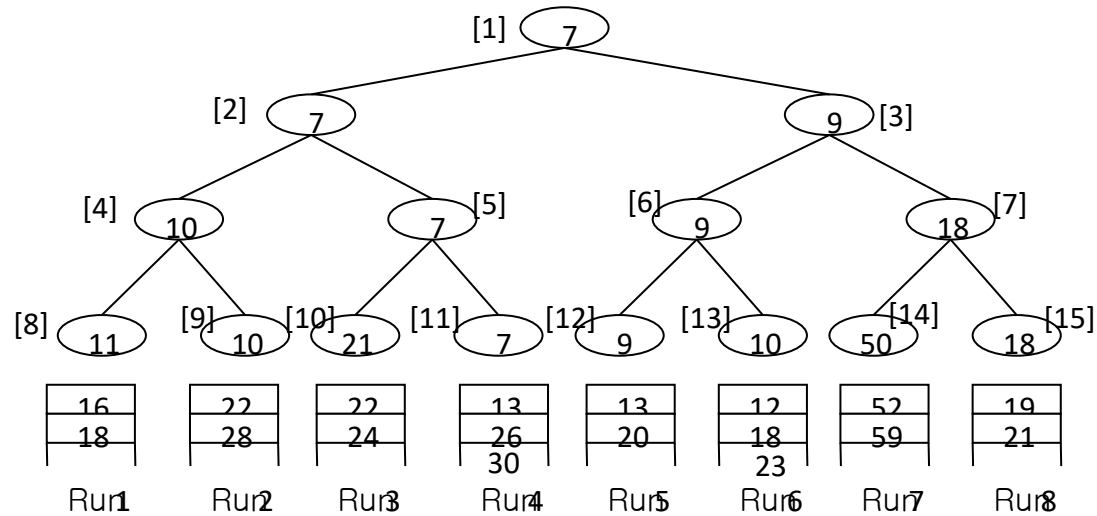 [1] 7
[2] 7 9 [3]
[4] 10 7 [5] [6] 9 18 [7]
[8] 11 [9] 10 [10] 21 [11] 7 [12] 9 [13] 10 50 [14] 18 [15]
16 22 22 13 13 12 52 19
18 28 24 26 20 18 59 21
30 23
Run1 Run2 Run3 Run4 Run5 Run6 Run7 Run8